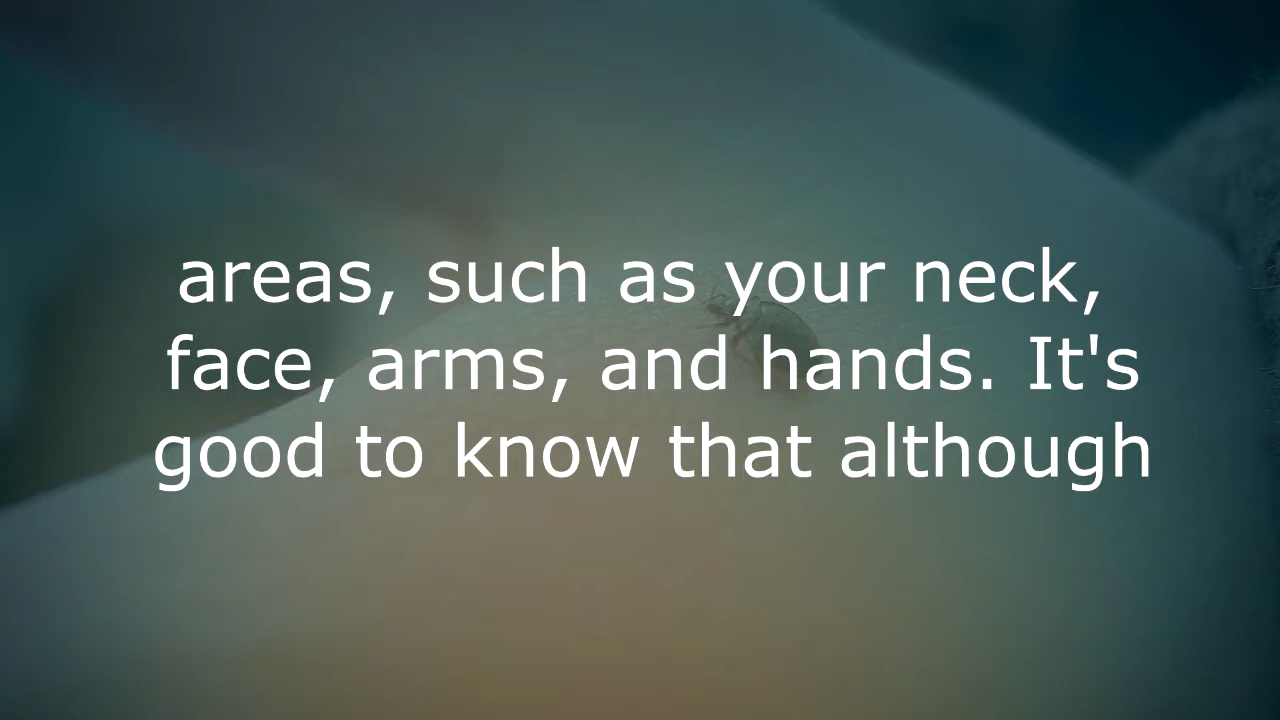 areas, such as your neck,
face, arms, and hands. It's
good to know that although